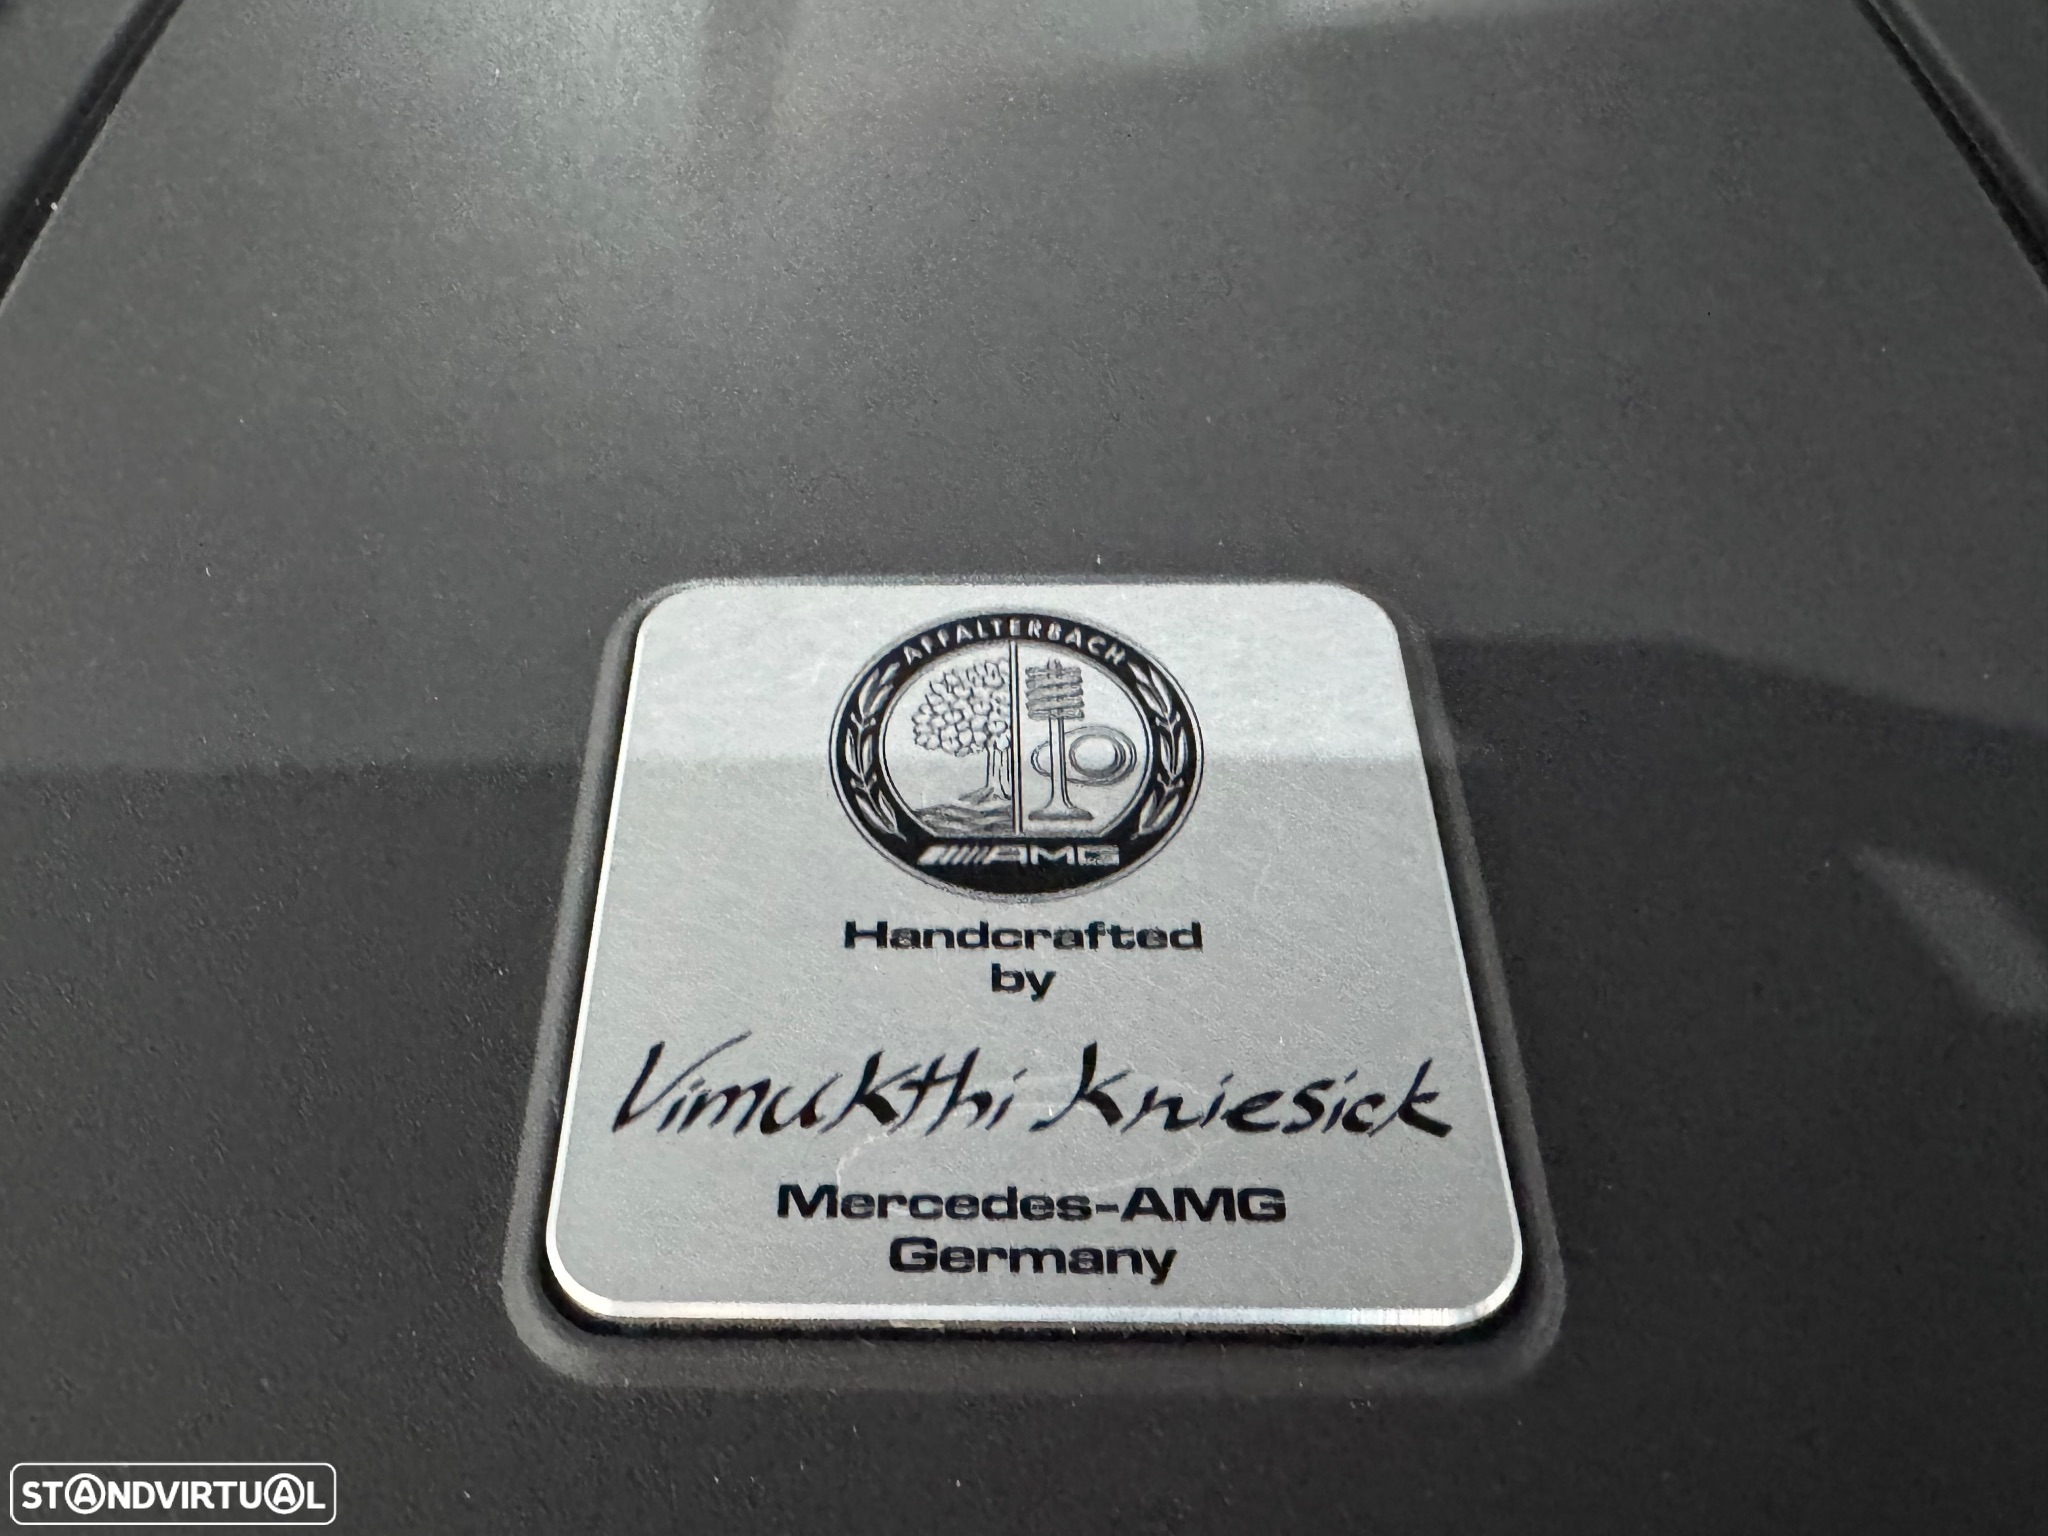 AFFALTERBACH
AMG
Handcrafted
by
Vimukthi Kniesick
Mercedes-AMG
Germany
STANDVIRTUAL